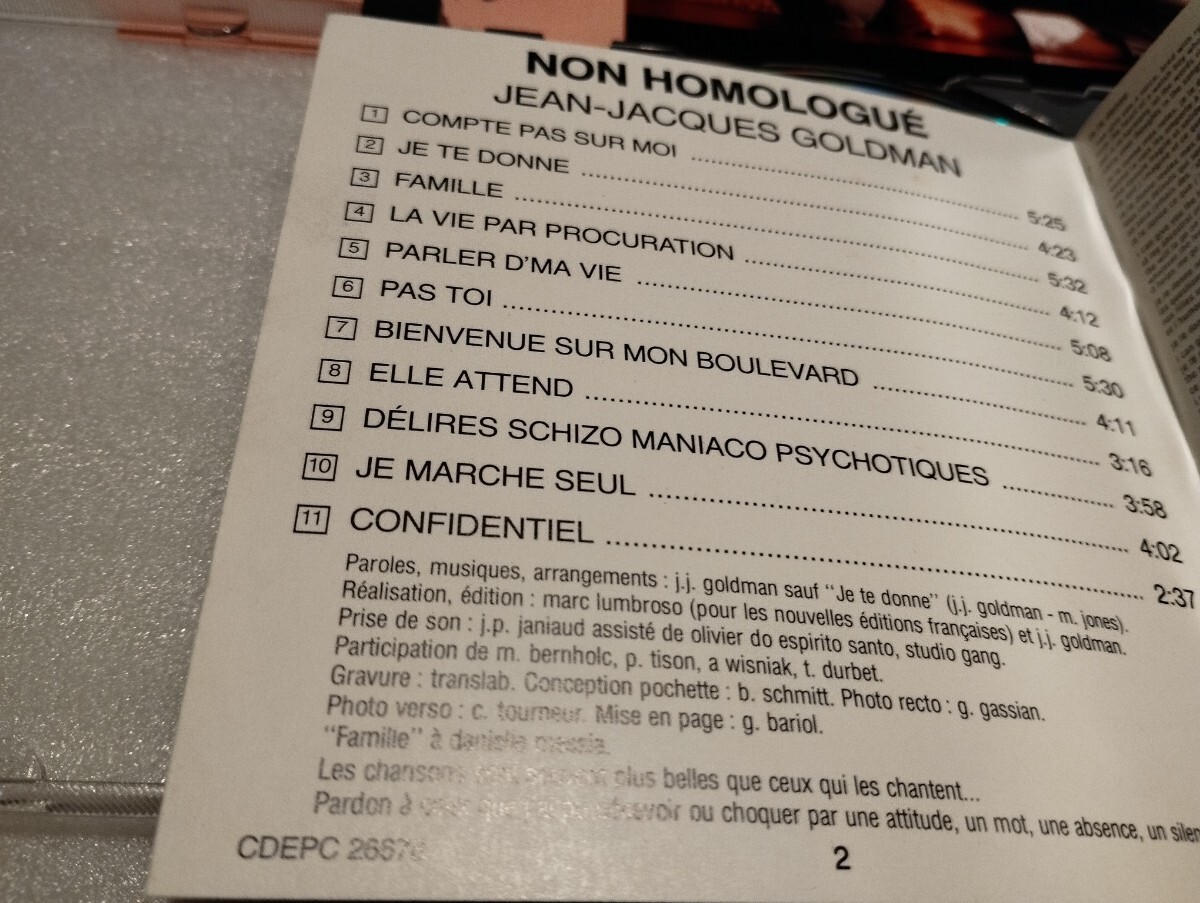 NON HOMOLOGUÉ
JEAN-JACQUES GOLDMAN
1 COMPTE PAS SUR MOI ........ 5:25
2 JE TE DONNE ........ 4:23
3 FAMILLE ........ 5:32
4 LA VIE PAR PROCURATION ........ 4:12
5 PARLER D'MA VIE ........ 5:08
6 PAS TOI ........ 5:30
7 BIENVENUE SUR MON BOULEVARD ........ 4:11
8 ELLE ATTEND ........ 3:16
9 DÉLIRES SCHIZO MANIACO PSYCHOTIQUES ........ 3:58
10 JE MARCHE SEUL ........ 4:02
11 CONFIDENTIEL ........ 2:37
Paroles, musiques, arrangements : j.j. goldman sauf "Je te donne" (j.j. goldman - m. jones).
Réalisation, édition : marc lumbroso (pour les nouvelles éditions françaises) et j.j. goldman.
Prise de son : j.p. janiaud assisté de olivier do espirito santo, studio gang.
Participation de m. bernholc, p. tison, a wisniak, t. durbet.
Gravure : translab. Conception pochette : b. schmitt. Photo recto : g. gassian.
Photo verso : c. tourneur. Mise en page : g. bariol.
"Famille" à
Les chansons plus belles que ceux qui les chantent...
Pardon à ou choquer par une attitude, un mot, une absence, un
CDEPC
2